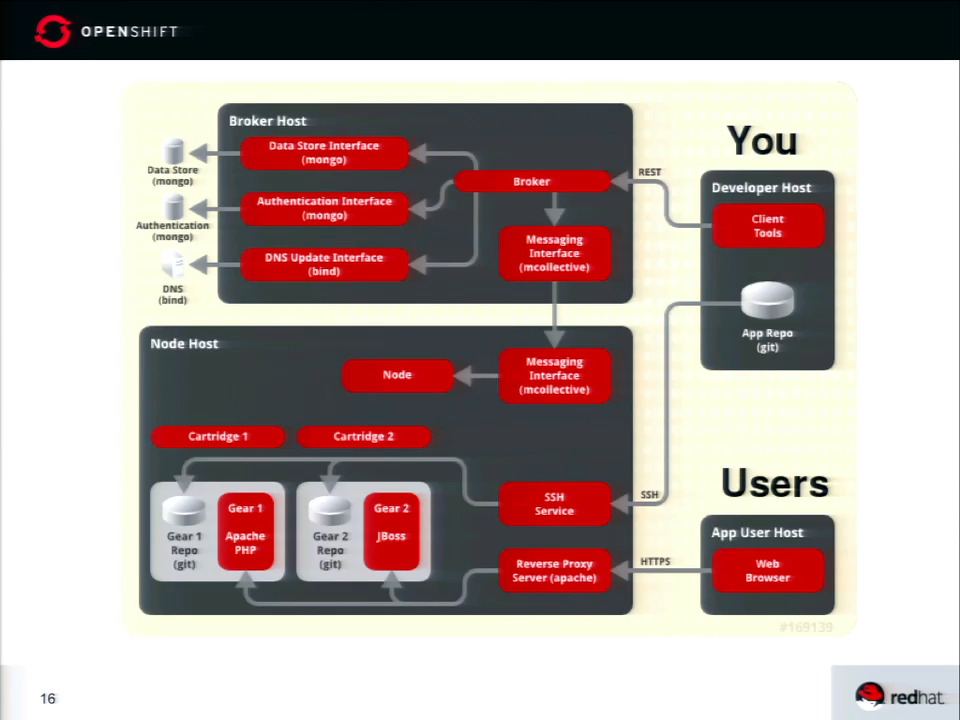 OPENSHIFT
Broker Host
Data Store Interface
(mongo)
Data Store
(mongo)
Broker
REST
Authentication Interface
(mongo)
Authentication
(mongo)
Messaging
Interface
(mcollective)
DNS Update Interface
(bind)
DNS
(bind)
You
Developer Host
Client
Tools
App Repo
(git)
Node Host
Messaging
Interface
(mcollective)
Node
Cartridge 1
Cartridge 2
Gear 1
Repo
(git)
Gear 1
Apache
PHP
Gear 2
Repo
(git)
Gear 2
JBoss
SSH
Service
SSH
Reverse Proxy
Server (apache)
HTTPS
Users
App User Host
Web
Browser
#169139
16
redhat.